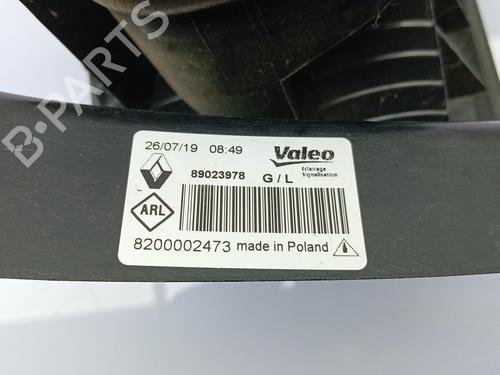 B-PARTS
26/07/19 08:49
Valeo
Eclairage
Signalisation
89023978 G / L
ARL
8200002473 made in Poland